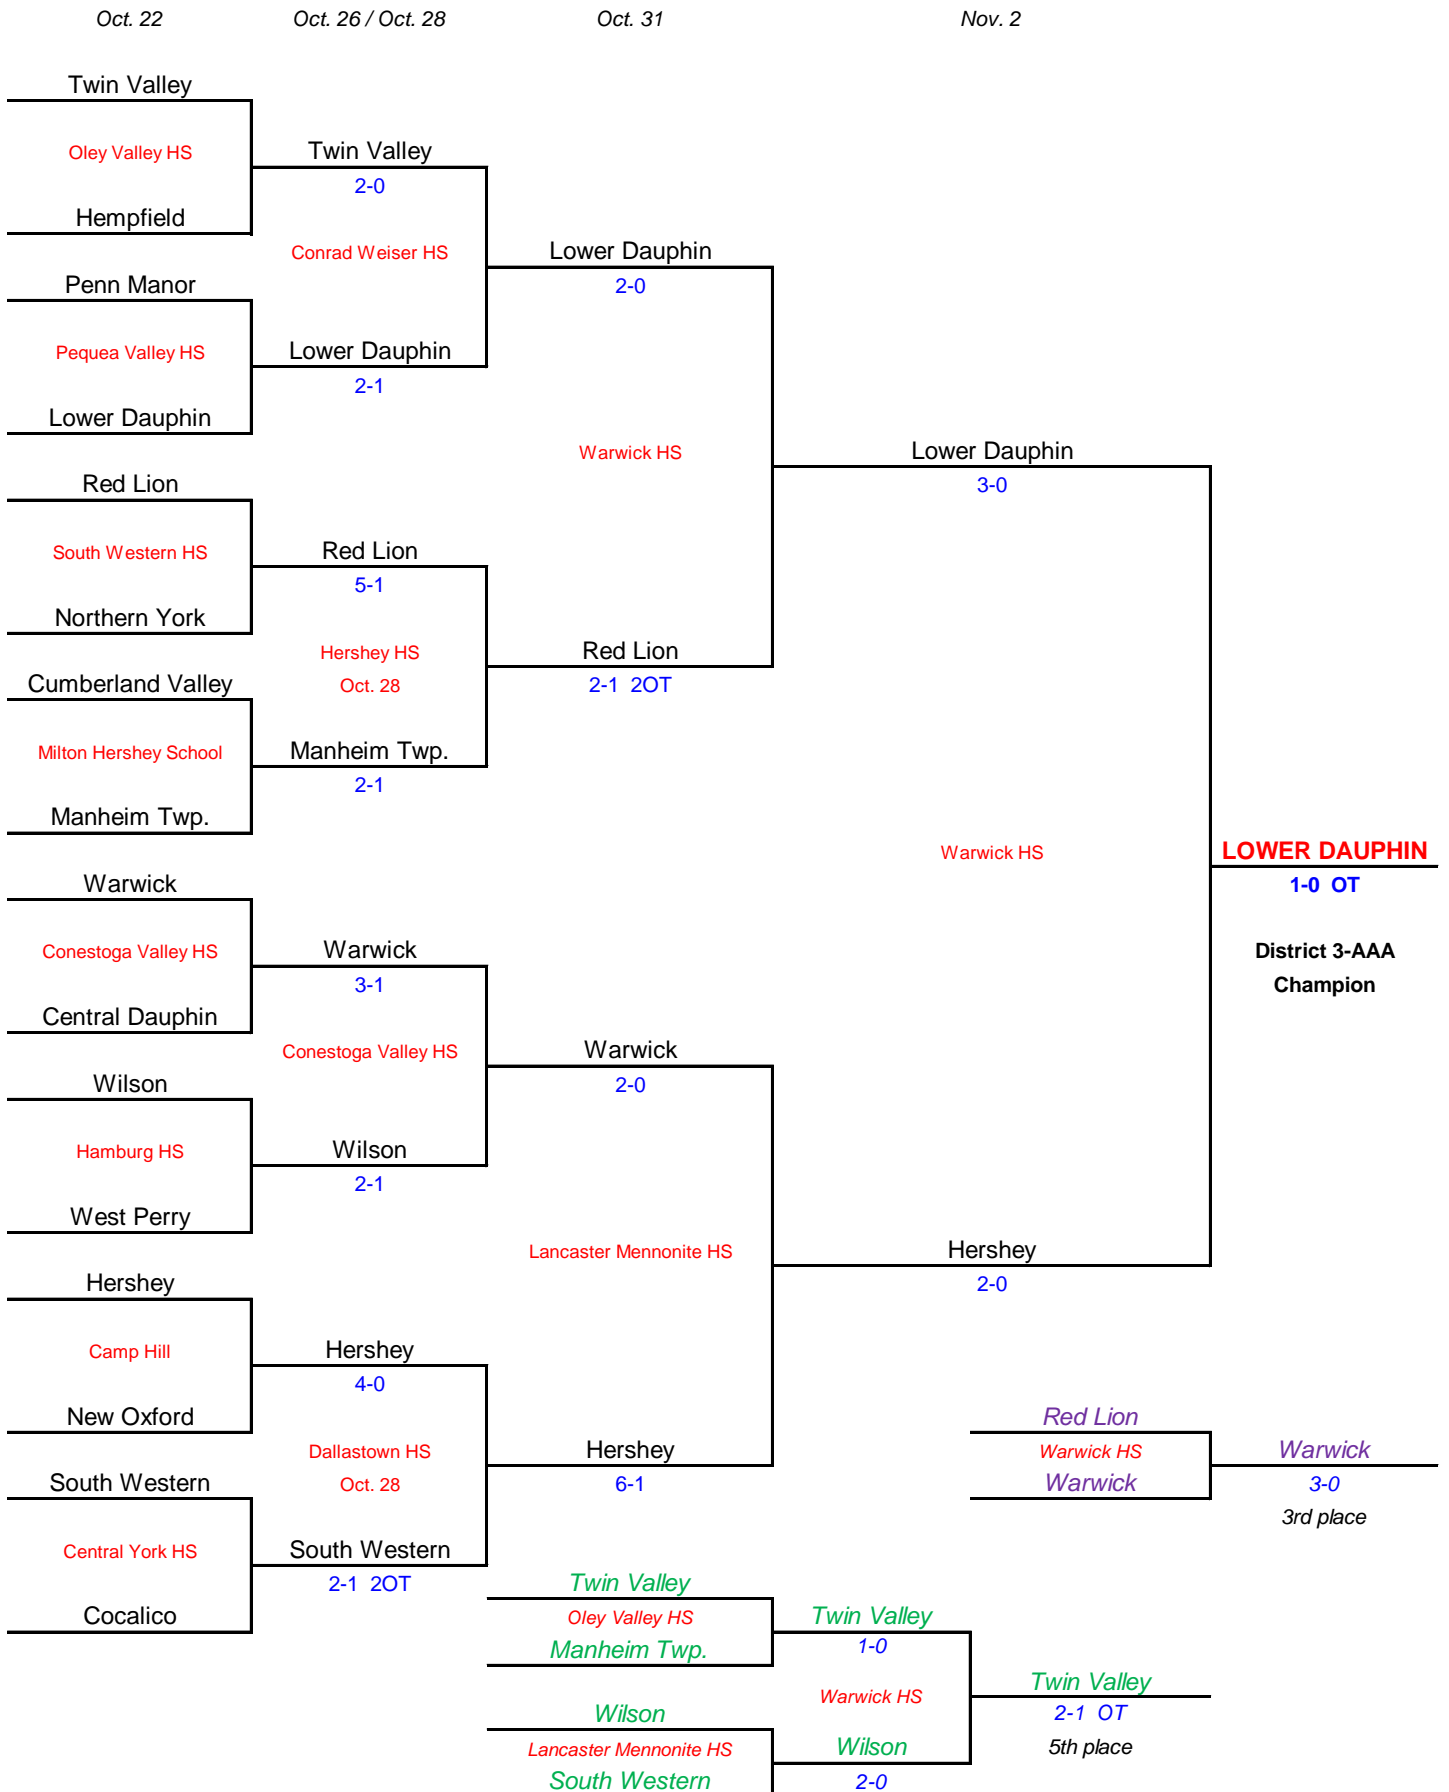 Oct. 22 Oct. 26 / Oct. 28 Oct. 31 Nov. 2
Twin Valley
Oley Valley HS
Twin Valley
2-0
Hempfield
Conrad Weiser HS
Lower Dauphin
2-0
Penn Manor
Pequea Valley HS
Lower Dauphin
2-1
Lower Dauphin
Warwick HS
Lower Dauphin
3-0
Red Lion
South Western HS
Red Lion
5-1
Northern York
Hershey HS
Oct. 28
Red Lion
2-1 2OT
Cumberland Valley
Milton Hershey School
Manheim Twp.
2-1
Manheim Twp.
Warwick HS
LOWER DAUPHIN
1-0 OT
District 3-AAA
Champion
Warwick
Conestoga Valley HS
Warwick
3-1
Central Dauphin
Conestoga Valley HS
Warwick
2-0
Wilson
Hamburg HS
Wilson
2-1
West Perry
Lancaster Mennonite HS
Hershey
2-0
Hershey
Camp Hill
Hershey
4-0
New Oxford
Dallastown HS
Oct. 28
Hershey
6-1
South Western
Central York HS
South Western
2-1 2OT
Cocalico
Red Lion
Warwick HS
Warwick
Warwick
3-0
3rd place
Twin Valley
Oley Valley HS
Manheim Twp.
Twin Valley
1-0
Warwick HS
Twin Valley
2-1 OT
5th place
Wilson
Lancaster Mennonite HS
South Western
Wilson
2-0